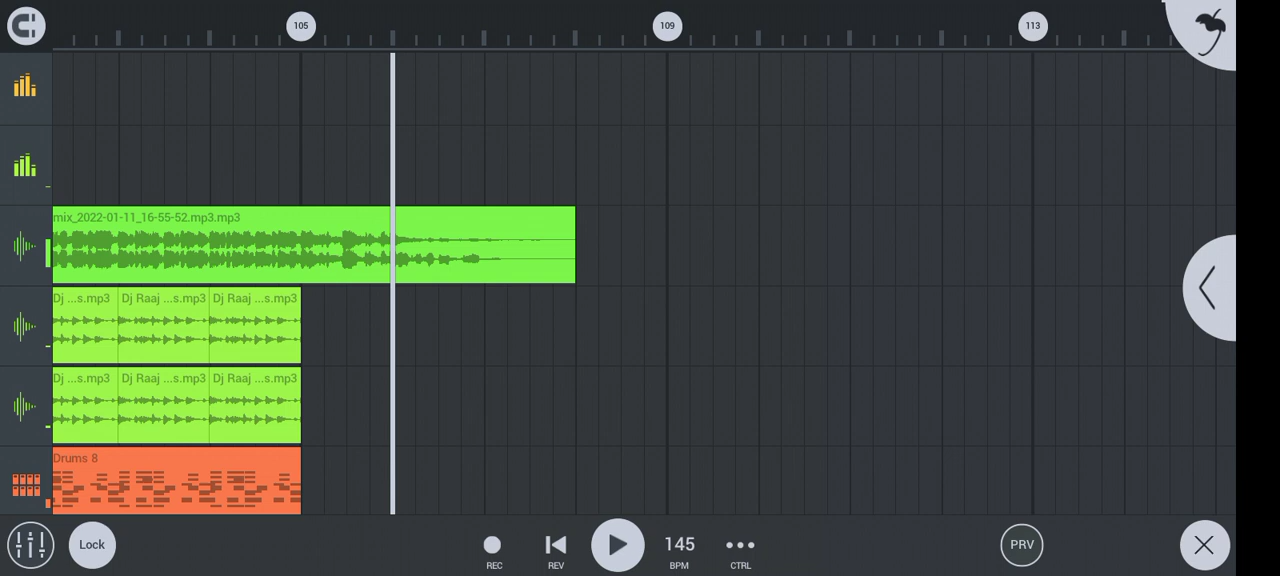 105
109
113
mix_2022-01-11_16-55-52.mp3.mp3
Dj ...s.mp3 Dj Raaj ...s.mp3 Dj Raaj ...s.mp3
Dj ...s.mp3 Dj Raaj ...s.mp3 Dj Raaj ...s.mp3
Drums 8
Lock
REC
REV
145
BPM
CTRL
PRV